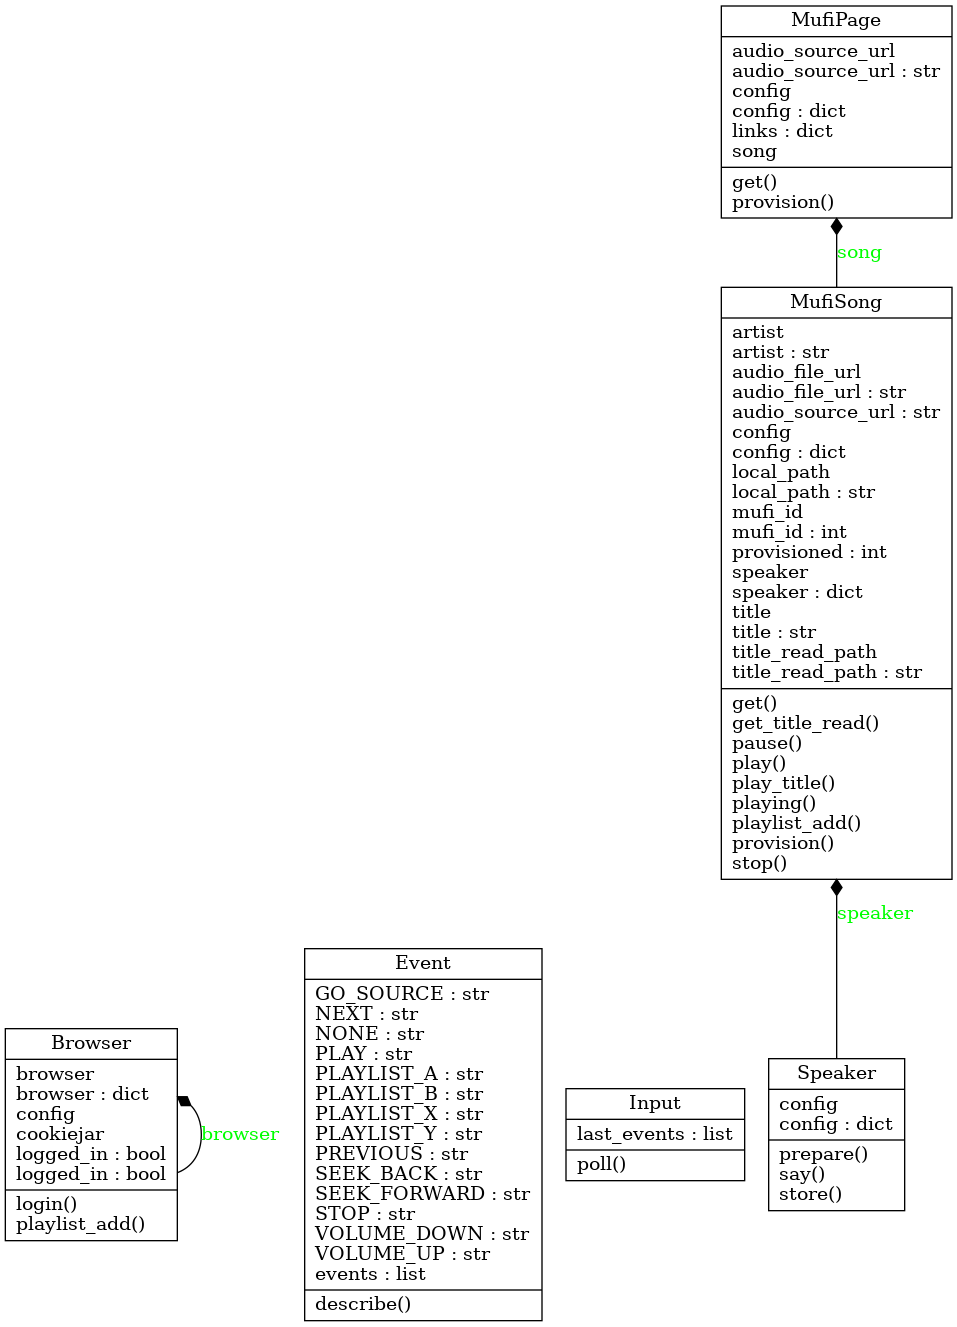 MufiPage
audio_source_url
audio_source_url : str
config
config : dict
links : dict
song
get()
provision()
song
MufiSong
artist
artist : str
audio_file_url
audio_file_url : str
audio_source_url : str
config
config : dict
local_path
local_path : str
mufi_id
mufi_id : int
provisioned : int
speaker
speaker : dict
title
title : str
title_read_path
title_read_path : str
get()
get_title_read()
pause()
play()
play_title()
playing()
playlist_add()
provision()
stop()
speaker
Browser
browser
browser : dict
config
cookiejar
logged_in : bool
logged_in : bool
login()
playlist_add()
browser
Event
GO_SOURCE : str
NEXT : str
NONE : str
PLAY : str
PLAYLIST_A : str
PLAYLIST_B : str
PLAYLIST_X : str
PLAYLIST_Y : str
PREVIOUS : str
SEEK_BACK : str
SEEK_FORWARD : str
STOP : str
VOLUME_DOWN : str
VOLUME_UP : str
events : list
describe()
Input
last_events : list
poll()
Speaker
config
config : dict
prepare()
say()
store()